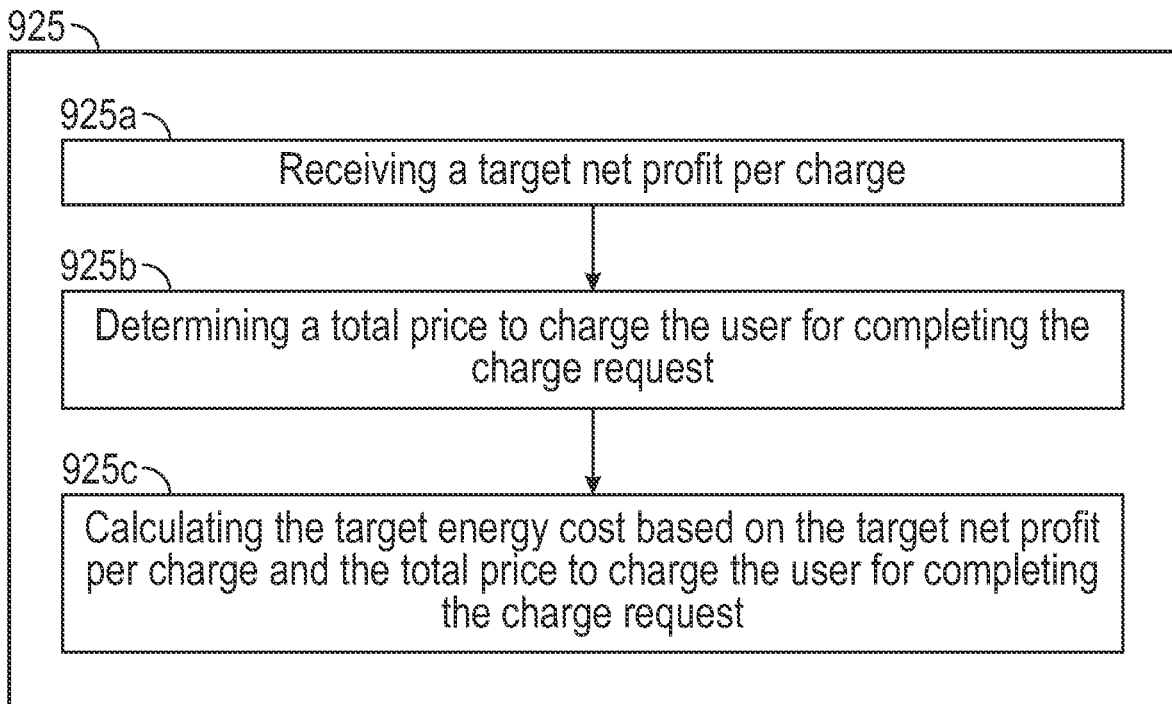 925
925a
Receiving a target net profit per charge
925b
Determining a total price to charge the user for completing the
charge request
925c
Calculating the target energy cost based on the target net profit
per charge and the total price to charge the user for completing
the charge request